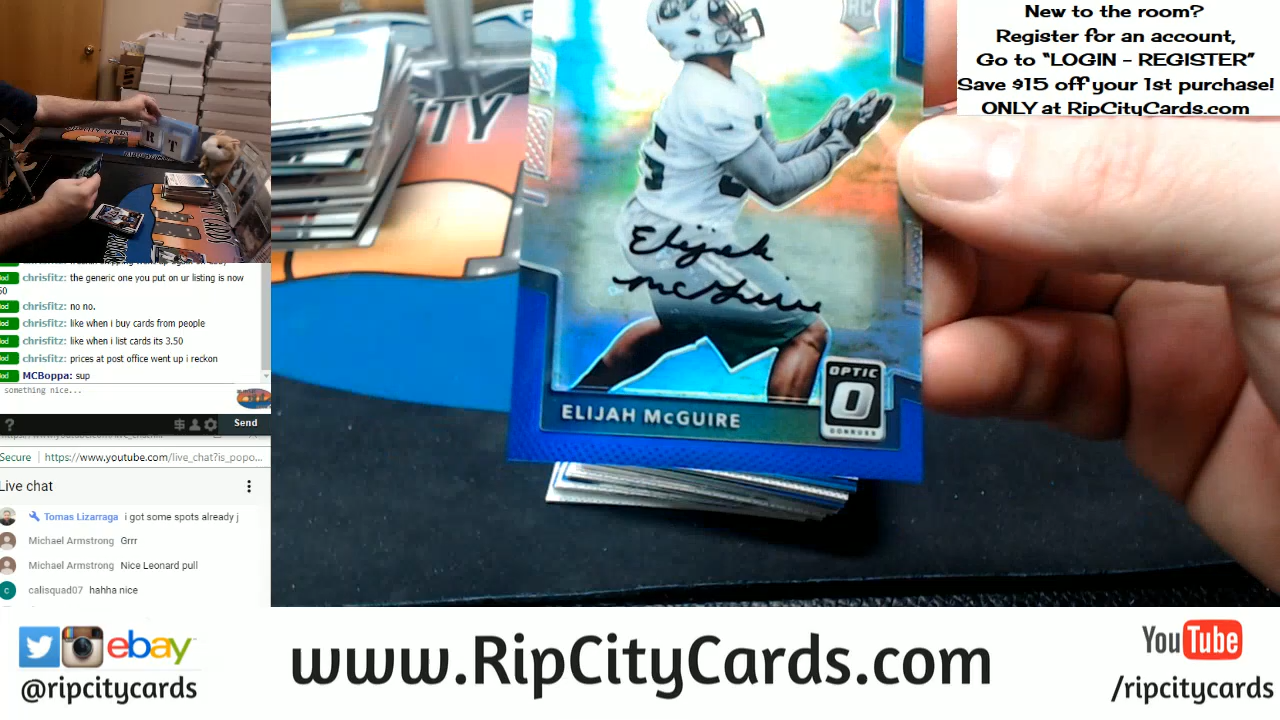 New to the room?
Register for an account,
Go to “LOGIN - REGISTER”
Save $15 off your 1st purchase!
ONLY at RipCityCards.com
RC
TY
R
T
Elijah
McGuire
OPTIC
O
DONRUSS
ELIJAH McGUIRE
chrisfitz: the generic one you put on ur listing is now
50
chrisfitz: no no.
chrisfitz: like when i buy cards from people
chrisfitz: like when i list cards its 3.50
chrisfitz: prices at post office went up i reckon
MCBoppa: sup
something nice...
? $ Send
Secure https://www.youtube.com/live_chat?is_popo...
Live chat
Tomas Lizarraga i got some spots already j
Michael Armstrong Grrr
Michael Armstrong Nice Leonard pull
c calisquad07 hahha nice
ebay
@ripcitycards
www.RipCityCards.com
YouTube
/ripcitycards